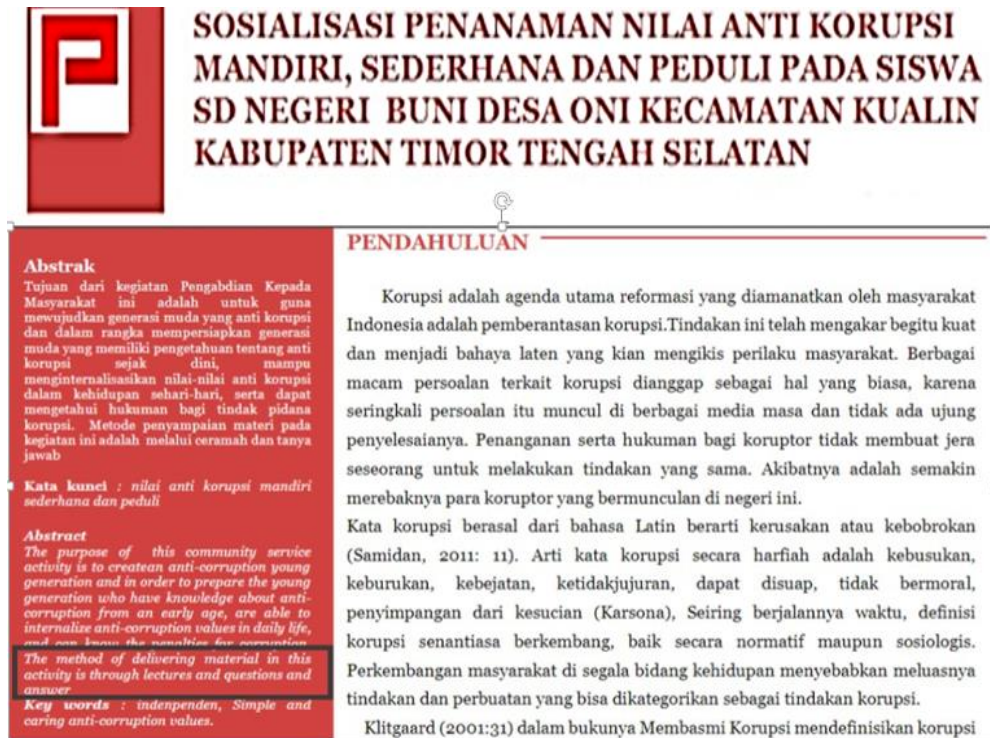 SOSIALISASI PENANAMAN NILAI ANTI KORUPSI
MANDIRI, SEDERHANA DAN PEDULI PADA SISWA
SD NEGERI BUNI DESA ONI KECAMATAN KUALIN
KABUPATEN TIMOR TENGAH SELATAN
Abstrak
Tujuan dari kegiatan Pengabdian Kepada
Masyarakat ini adalah untuk guna
mewujudkan generasi muda yang anti korupsi
dan dalam rangka mempersiapkan generasi
muda yang memiliki pengetahuan tentang anti
korupsi sejak dini, mampu
menginternalisasikan nilai-nilai anti korupsi
dalam kehidupan sehari-hari, serta dapat
mengetahui hukuman bagi tindak pidana
korupsi. Metode penyampaian materi pada
kegiatan ini adalah melalui ceramah dan tanya
jawab
Kata kunci : nilai anti korupsi mandiri
sederhana dan peduli
Abstract
The purpose of this community service
activity is to createan anti-corruption young
generation and in order to prepare the young
generation who have knowledge about anti-
corruption from an early age, are able to
internalize anti-corruption values in daily life,
and can know the penalties for corruption
The method of delivering material in this
activity is through lectures and questions and
answer
Key words : indenpenden, Simple and
caring anti-corruption values.
PENDAHULUAN
Korupsi adalah agenda utama reformasi yang diamanatkan oleh masyarakat
Indonesia adalah pemberantasan korupsi.Tindakan ini telah mengakar begitu kuat
dan menjadi bahaya laten yang kian mengikis perilaku masyarakat. Berbagai
macam persoalan terkait korupsi dianggap sebagai hal yang biasa, karena
seringkali persoalan itu muncul di berbagai media masa dan tidak ada ujung
penyelesaianya. Penanganan serta hukuman bagi koruptor tidak membuat jera
seseorang untuk melakukan tindakan yang sama. Akibatnya adalah semakin
merebaknya para koruptor yang bermunculan di negeri ini.
Kata korupsi berasal dari bahasa Latin berarti kerusakan atau kebobrokan
(Samidan, 2011: 11). Arti kata korupsi secara harfiah adalah kebusukan,
keburukan, kebejatan, ketidakjujuran, dapat disuap, tidak bermoral,
penyimpangan dari kesucian (Karsona), Seiring berjalannya waktu, definisi
korupsi senantiasa berkembang, baik secara normatif maupun sosiologis.
Perkembangan masyarakat di segala bidang kehidupan menyebabkan meluasnya
tindakan dan perbuatan yang bisa dikategorikan sebagai tindakan korupsi.
Klitgaard (2001:31) dalam bukunya Membasmi Korupsi mendefinisikan korupsi